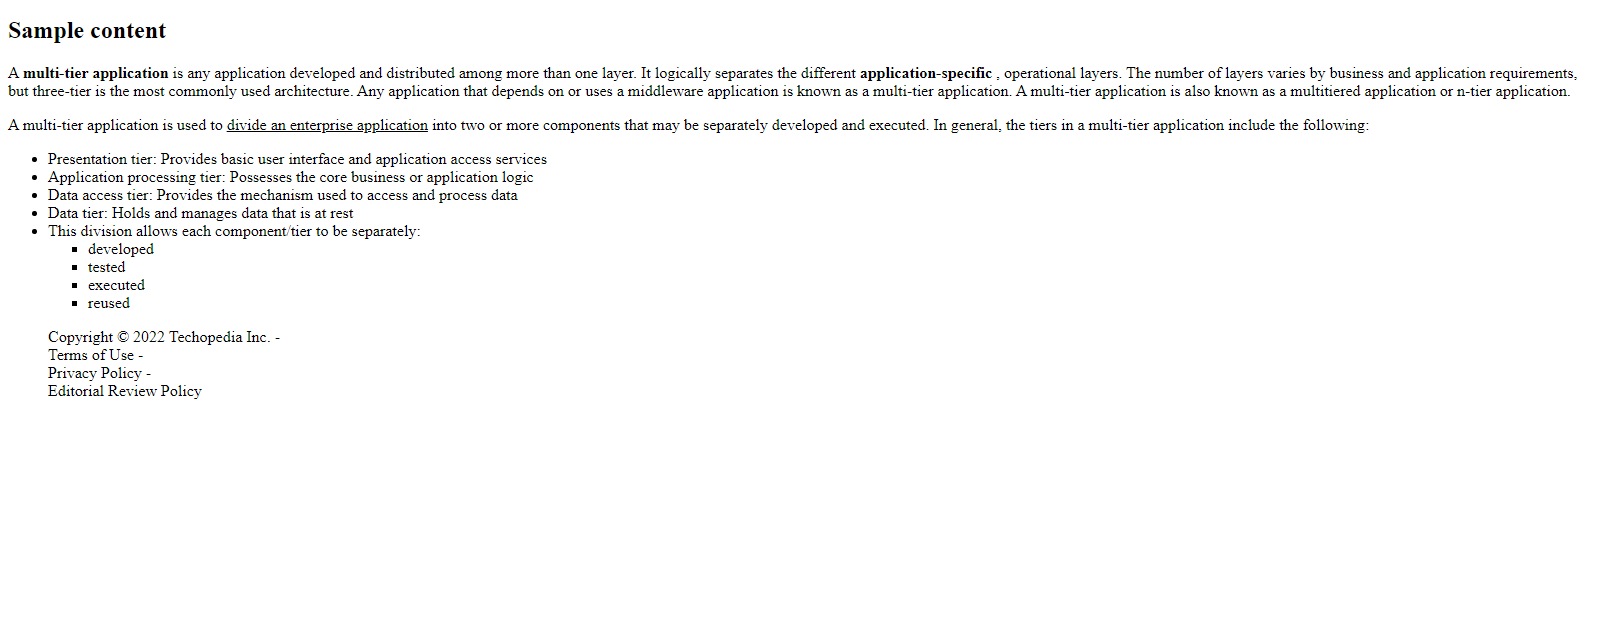 Sample content
A multi-tier application is any application developed and distributed among more than one layer. It logically separates the different application-specific , operational layers. The number of layers varies by business and application requirements,
but three-tier is the most commonly used architecture. Any application that depends on or uses a middleware application is known as a multi-tier application. A multi-tier application is also known as a multitiered application or n-tier application.
A multi-tier application is used to divide an enterprise application into two or more components that may be separately developed and executed. In general, the tiers in a multi-tier application include the following:
• Presentation tier: Provides basic user interface and application access services
• Application processing tier: Possesses the core business or application logic
• Data access tier: Provides the mechanism used to access and process data
• Data tier: Holds and manages data that is at rest
• This division allows each component/tier to be separately:
▪ developed
▪ tested
▪ executed
▪ reused
Copyright © 2022 Techopedia Inc. -
Terms of Use -
Privacy Policy -
Editorial Review Policy